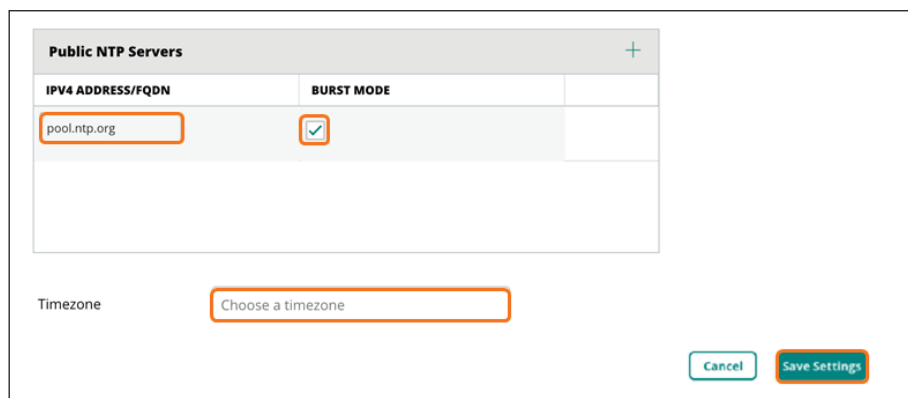 Public NTP Servers
IPV4 ADDRESS/FQDN BURST MODE
pool.ntp.org
Timezone Choose a timezone
Cancel Save Settings